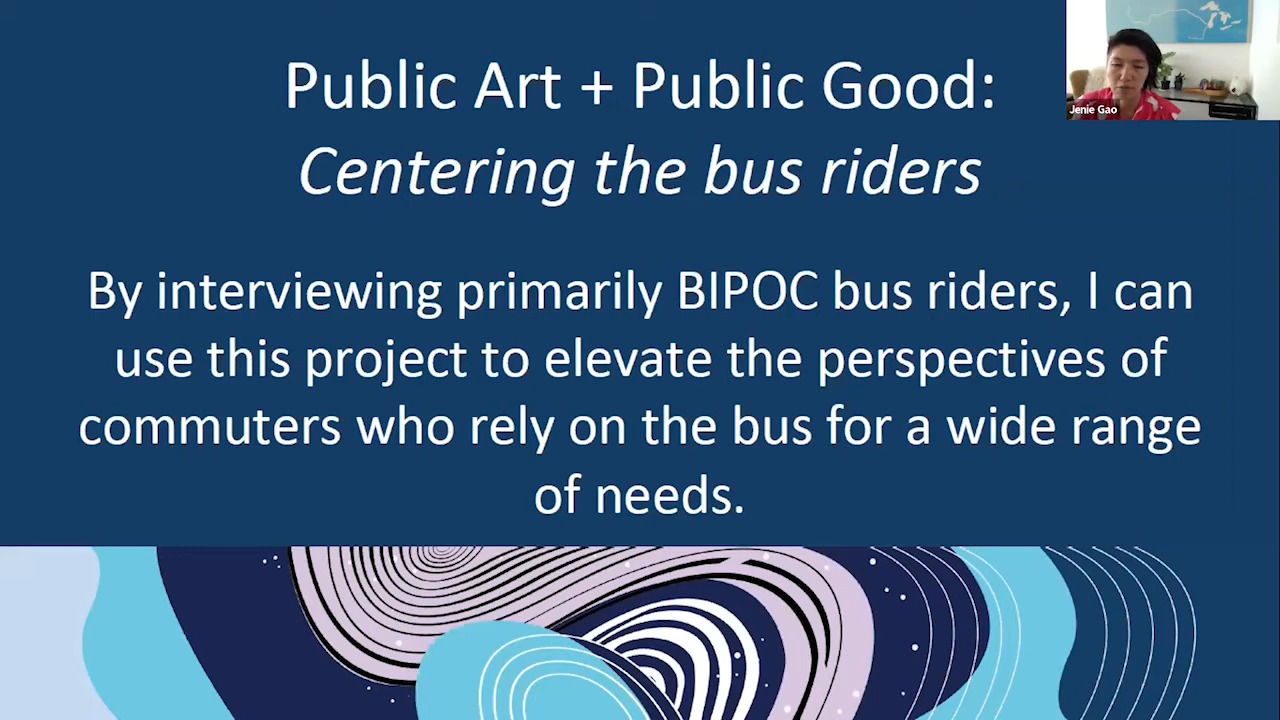 Public Art + Public Good:
Centering the bus riders
Jenie Gao
By interviewing primarily BIPOC bus riders, I can
use this project to elevate the perspectives of
commuters who rely on the bus for a wide range
of needs.